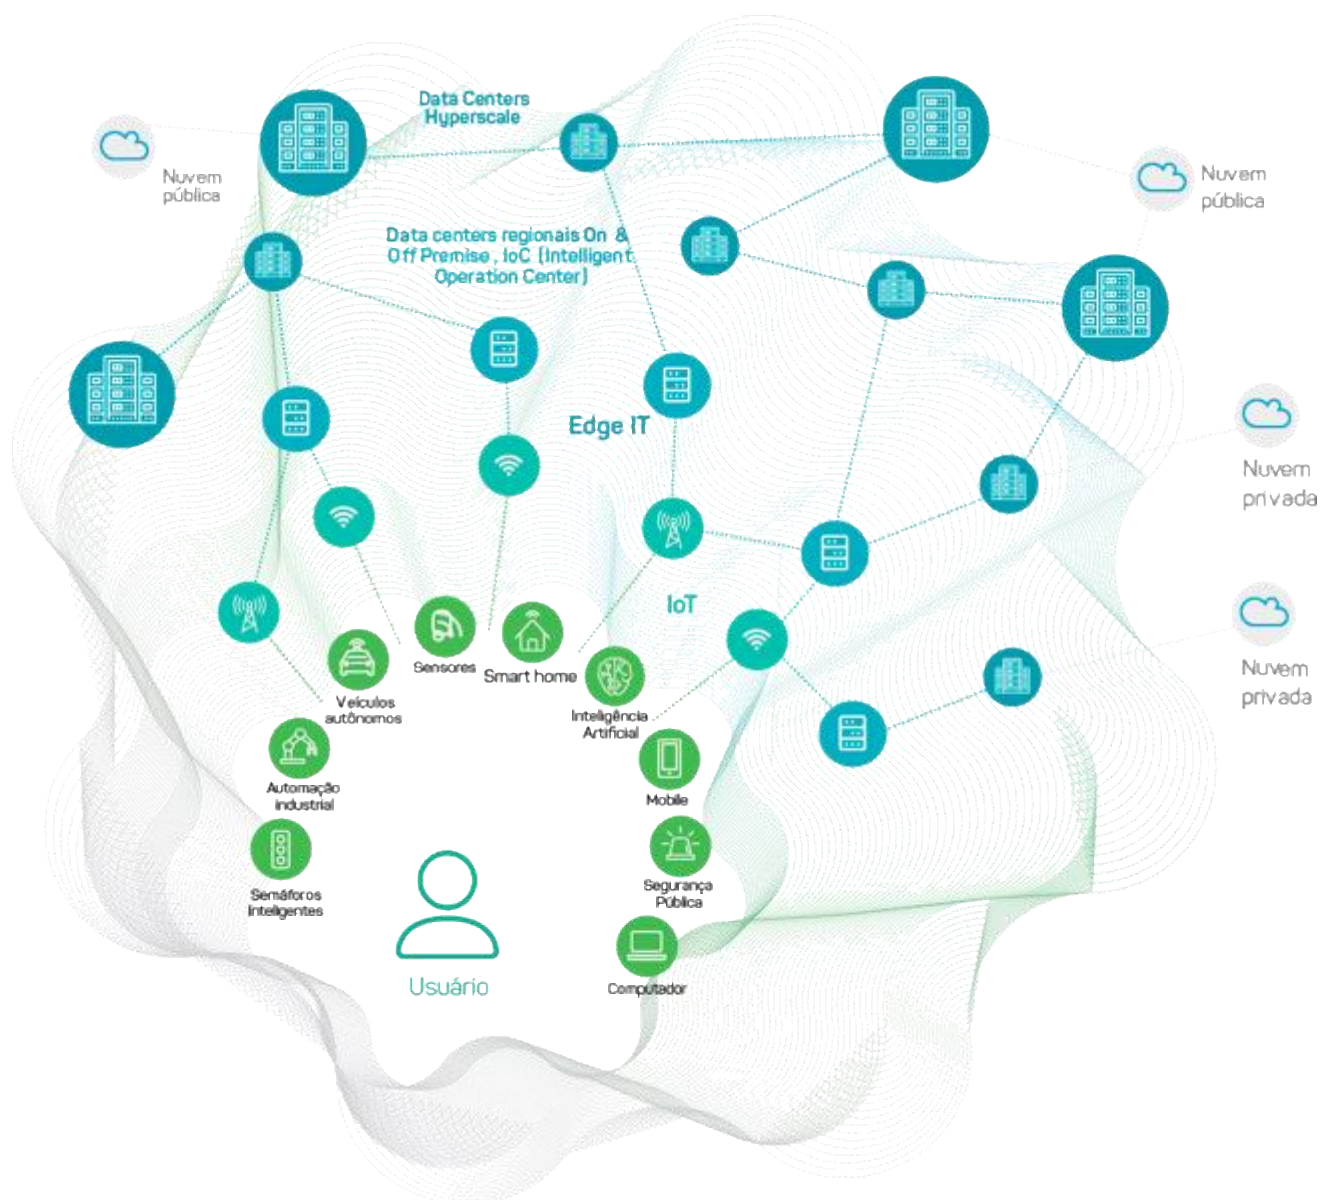 Data Centers
Hyperscale
Nuvem
pública
Nuvem
pública
Data centers regionais On &
Off Premise, IoC (Intelligent
Operation Center)
Edge IT
Nuvem
privada
IoT
Nuvem
privada
Sensores
Smart home
Veículos
autônomos
Inteligência
Artificial
Automação
industrial
Mobile
Semáforos
Inteligentes
Segurança
Pública
Usuário
Computador